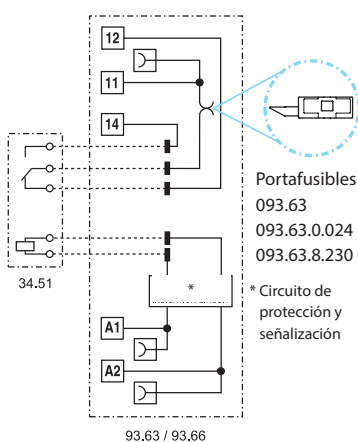 12
11
14
34.51
*
A1
A2
93.63 / 93.66
Portafusibles
093.63
093.63.0.024
093.63.8.230
* Circuito de
protección y
señalización